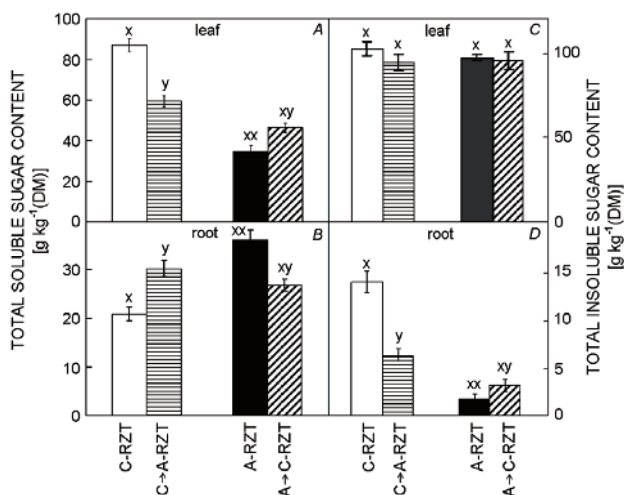 TOTAL SOLUBLE SUGAR CONTENT
[g kg⁻¹(DM)]
100
80
60
40
20
0
leaf
A
x
y
xx
xy
leaf
C
x
x
x
x
100
50
0
30
20
10
0
root
B
x
y
xx
xy
root
D
x
y
xx
xy
15
10
5
0
TOTAL INSOLUBLE SUGAR CONTENT
[g kg⁻¹(DM)]
C-RZT
C→A-RZT
A-RZT
A→C-RZT
C-RZT
C→A-RZT
A-RZT
A→C-RZT